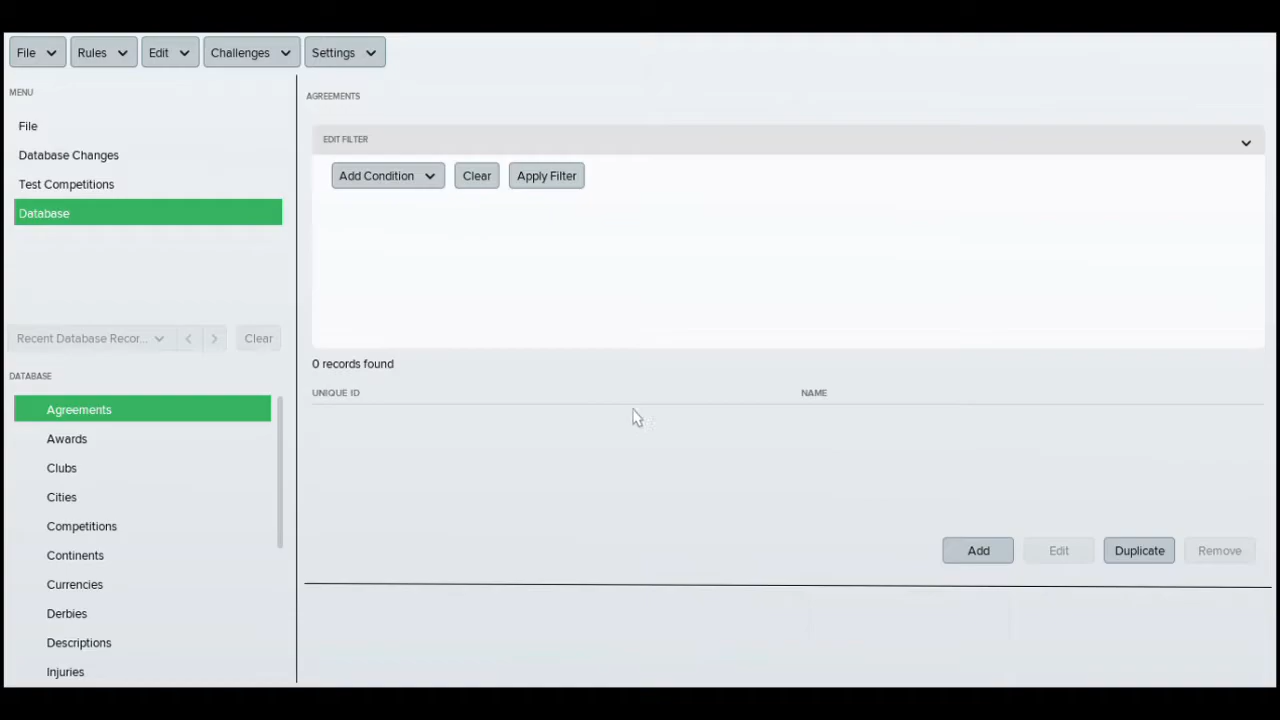 File Rules Edit Challenges Settings
MENU
File
Database Changes
Test Competitions
Database
Recent Database Recor... Clear
DATABASE
Agreements
Awards
Clubs
Cities
Competitions
Continents
Currencies
Derbies
Descriptions
Injuries
AGREEMENTS
EDIT FILTER
Add Condition Clear Apply Filter
0 records found
UNIQUE ID NAME
Add Edit Duplicate Remove